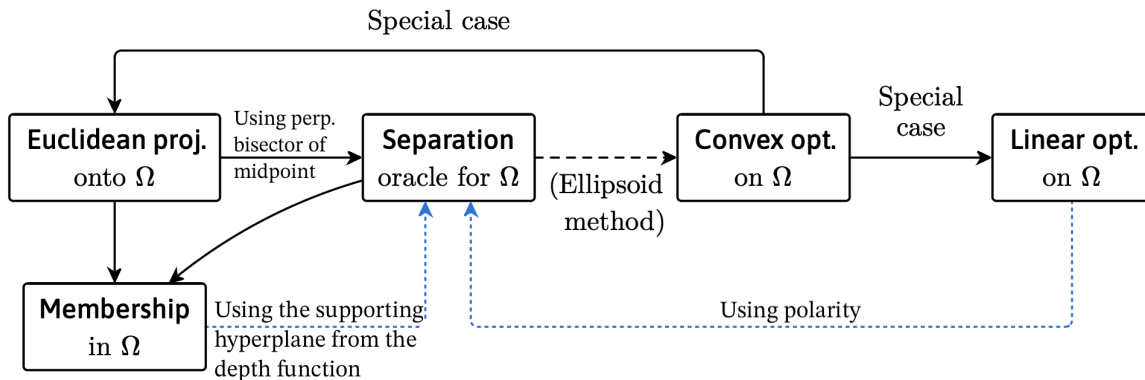 Special case
Euclidean proj.
onto Ω
Using perp.
bisector of
midpoint
Separation
oracle for Ω
(Ellipsoid
method)
Convex opt.
on Ω
Special
case
Linear opt.
on Ω
Membership
in Ω
Using the supporting
hyperplane from the
depth function
Using polarity